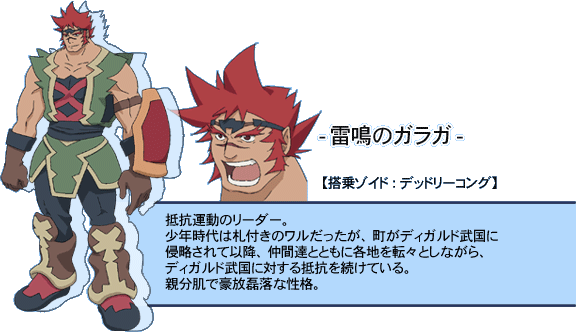 -雷鳴のガラガ-
【搭乗ゾイド：デッドリーコング】
抵抗運動のリーダー。
少年時代は札付きのワルだったが、町がディガルド武国に
侵略されて以降、仲間達とともに各地を転々としながら、
ディガルド武国に対する抵抗を続けている。
親分肌で豪放磊落な性格。